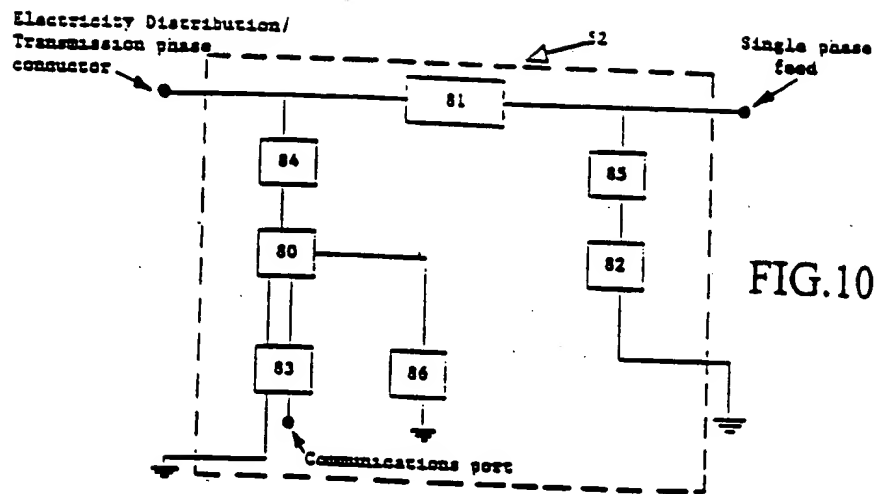 Electricity Distribution/
Transmission phase
conductor
52
Single phase
feed
81
84
85
80
82
FIG.10
83
86
Communications port